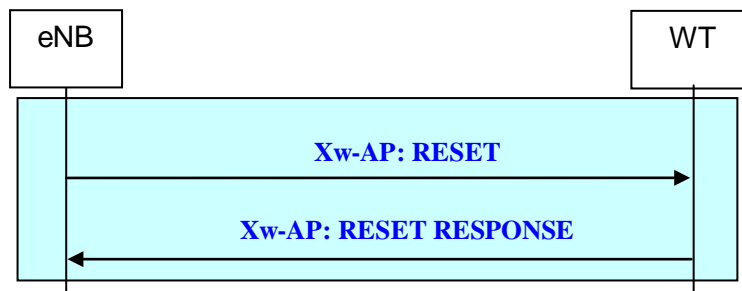 eNB
WT
Xw-AP: RESET
Xw-AP: RESET RESPONSE